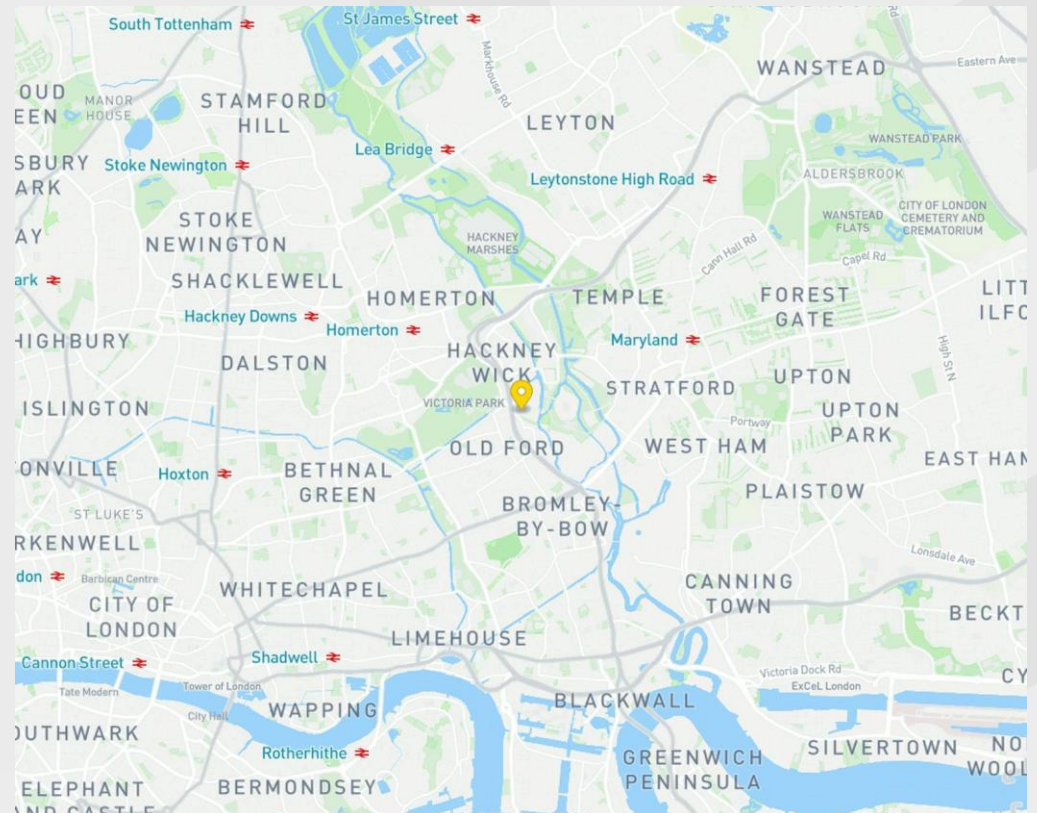 South Tottenham
St James Street
Markhouse Rd
Rd
Eastern Ave
WANSTEAD
OUD
EEN
MANOR
HOUSE
STAMFORD
HILL
LEYTON
WANSTEAD PARK
Lea Bridge
SBURY
ARK
Stoke Newington
Leytonstone High Road
ALDERSBROOK
STOKE
NEWINGTON
WANSTEAD
FLATS
CITY OF LONDON
CEMETERY AND
CREMATORIUM
AY
HACKNEY
MARSHES
Cann Hall Rd
Capel Rd
ark
SHACKLEWELL
HOMERTON
TEMPLE
FOREST
GATE
LITT
ILFO
Hackney Downs
Homerton
Maryland
HIGHBURY
DALSTON
HACKNEY
WICK
High St N
STRATFORD
UPTON
ISLINGTON
VICTORIA PARK
UPTON
PARK
Portway
OLD FORD
WEST HAM
EAST HAM
ONVILLE
Hoxton
BETHNAL
GREEN
PLAISTOW
ST LUKE'S
BROMLEY-
BY-BOW
RKENWELL
Lonsdale Ave
don
Barbican Centre
WHITECHAPEL
CANNING
TOWN
CITY OF
LONDON
BECKT
LIMEHOUSE
Cannon Street
Shadwell
Victoria Dock Rd
CY
Tate Modern
Tower of London
ExCeL London
WAPPING
BLACKWALL
City Hall
OUTHWARK
Rotherhithe
SILVERTOWN
NO
WOOL
GREENWICH
PENINSULA
ELEPHANT
AND CASTLE
BERMONDSEY